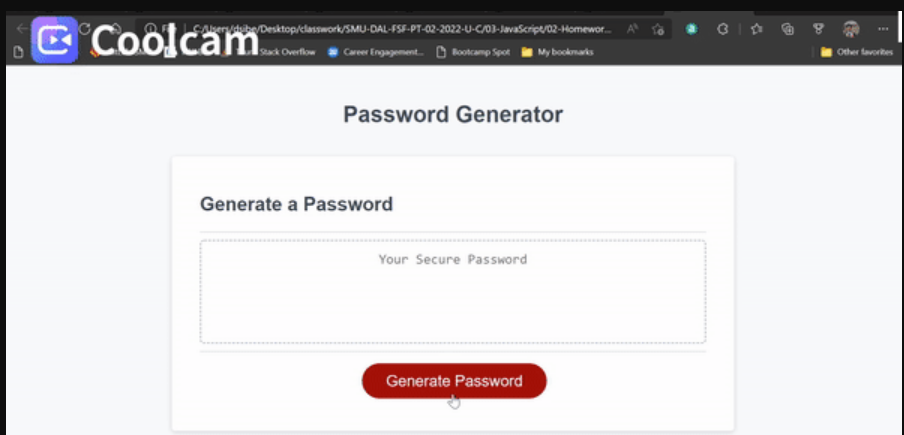 Coolcam
C:/Users/dsibe/Desktop/classwork/SMU-DAL-FSF-PT-02-2022-U-C/03-JavaScript/02-Homewor...
Stack Overflow
Career Engagement...
Bootcamp Spot
My bookmarks
Other favorites
Password Generator
Generate a Password
Your Secure Password
Generate Password